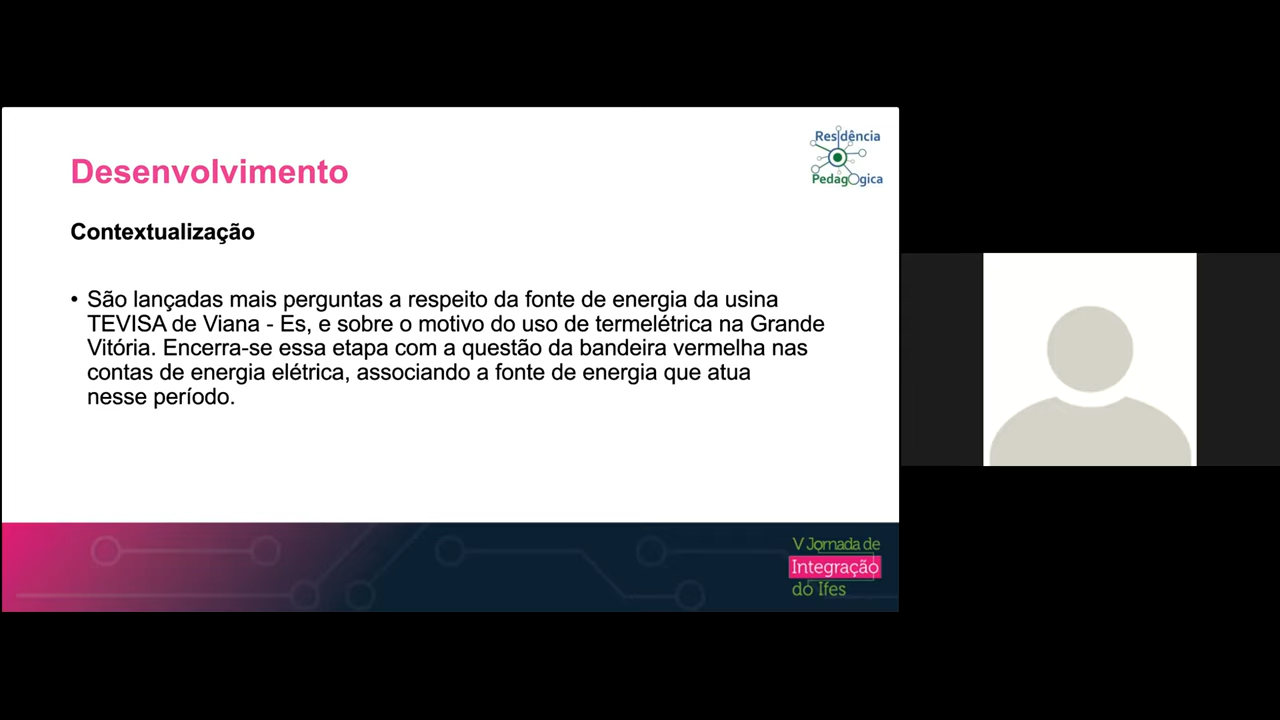 Desenvolvimento
Residência
PedagOgica
Contextualização
• São lançadas mais perguntas a respeito da fonte de energia da usina
TEVISA de Viana - Es, e sobre o motivo do uso de termelétrica na Grande
Vitória. Encerra-se essa etapa com a questão da bandeira vermelha nas
contas de energia elétrica, associando a fonte de energia que atua
nesse período.
V Jornada de
Integração
do Ifes